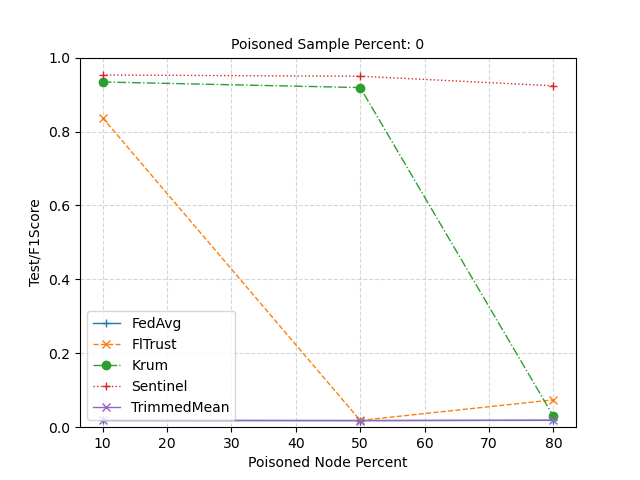 Poisoned Sample Percent: 0
1.0
0.8
0.6
0.4
0.2
0.0
Test/F1Score
FedAvg
FlTrust
Krum
Sentinel
TrimmedMean
10 20 30 40 50 60 70 80
Poisoned Node Percent